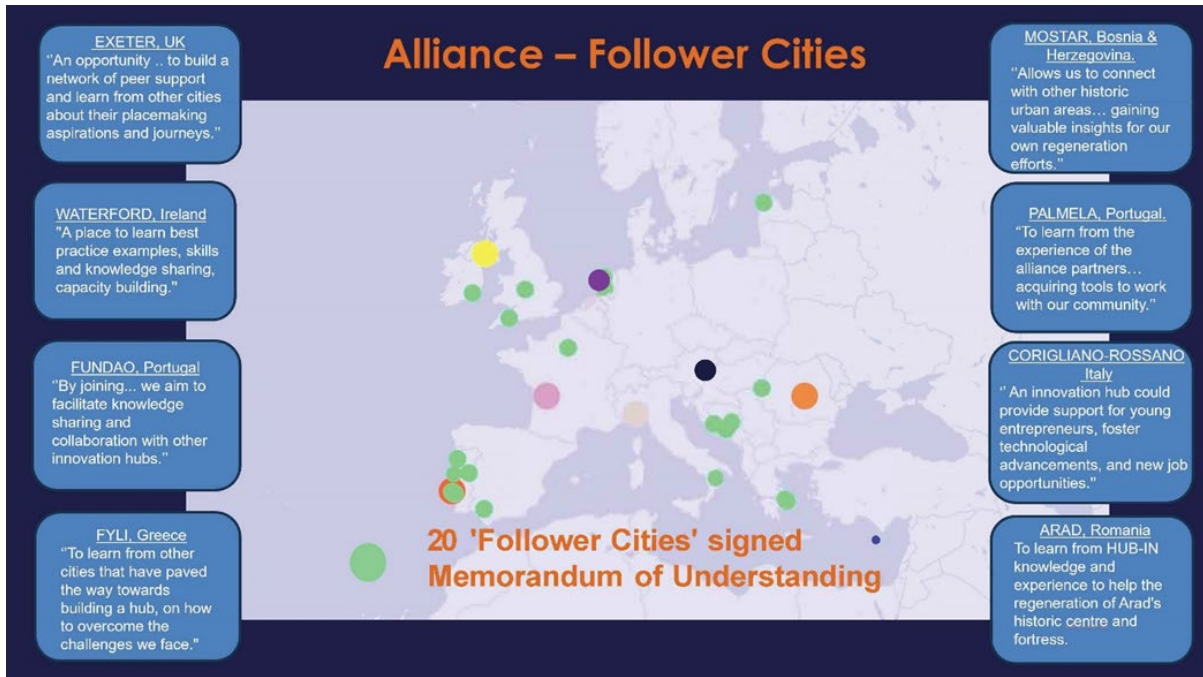 Alliance – Follower Cities
EXETER, UK
"An opportunity .. to build a
network of peer support
and learn from other cities
about their placemaking
aspirations and journeys."
WATERFORD, Ireland
"A place to learn best
practice examples, skills
and knowledge sharing,
capacity building."
FUNDAO, Portugal
"By joining... we aim to
facilitate knowledge
sharing and
collaboration with other
innovation hubs."
FYLI, Greece
"To learn from other
cities that have paved
the way towards
building a hub, on how
to overcome the
challenges we face."
20 'Follower Cities' signed
Memorandum of Understanding
MOSTAR, Bosnia &
Herzegovina.
"Allows us to connect
with other historic
urban areas... gaining
valuable insights for our
own regeneration
efforts."
PALMELA, Portugal.
"To learn from the
experience of the
alliance partners...
acquiring tools to work
with our community."
CORIGLIANO-ROSSANO
Italy
" An innovation hub could
provide support for young
entrepreneurs, foster
technological
advancements, and new job
opportunities."
ARAD, Romania
To learn from HUB-IN
knowledge and
experience to help the
regeneration of Arad's
historic centre and
fortress.